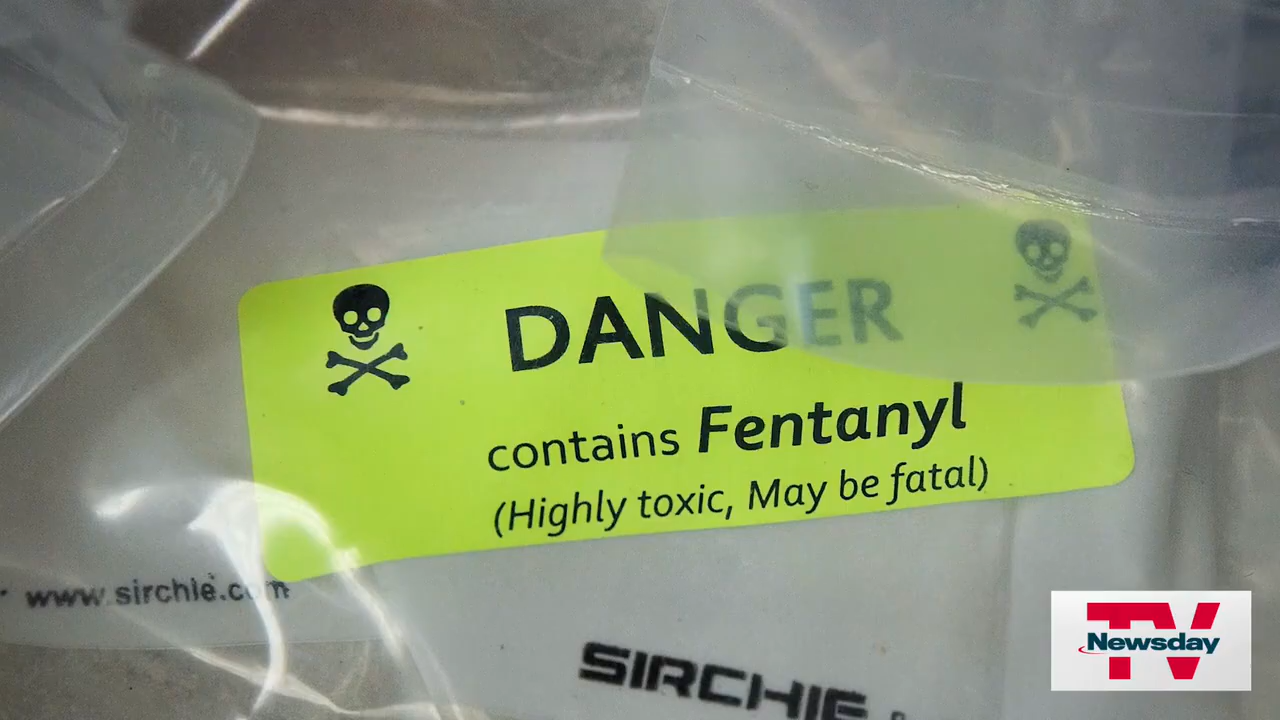 DANGER
contains Fentanyl
(Highly toxic, May be fatal)
www.sirchie.com
SIRCHIE
TV
Newsday